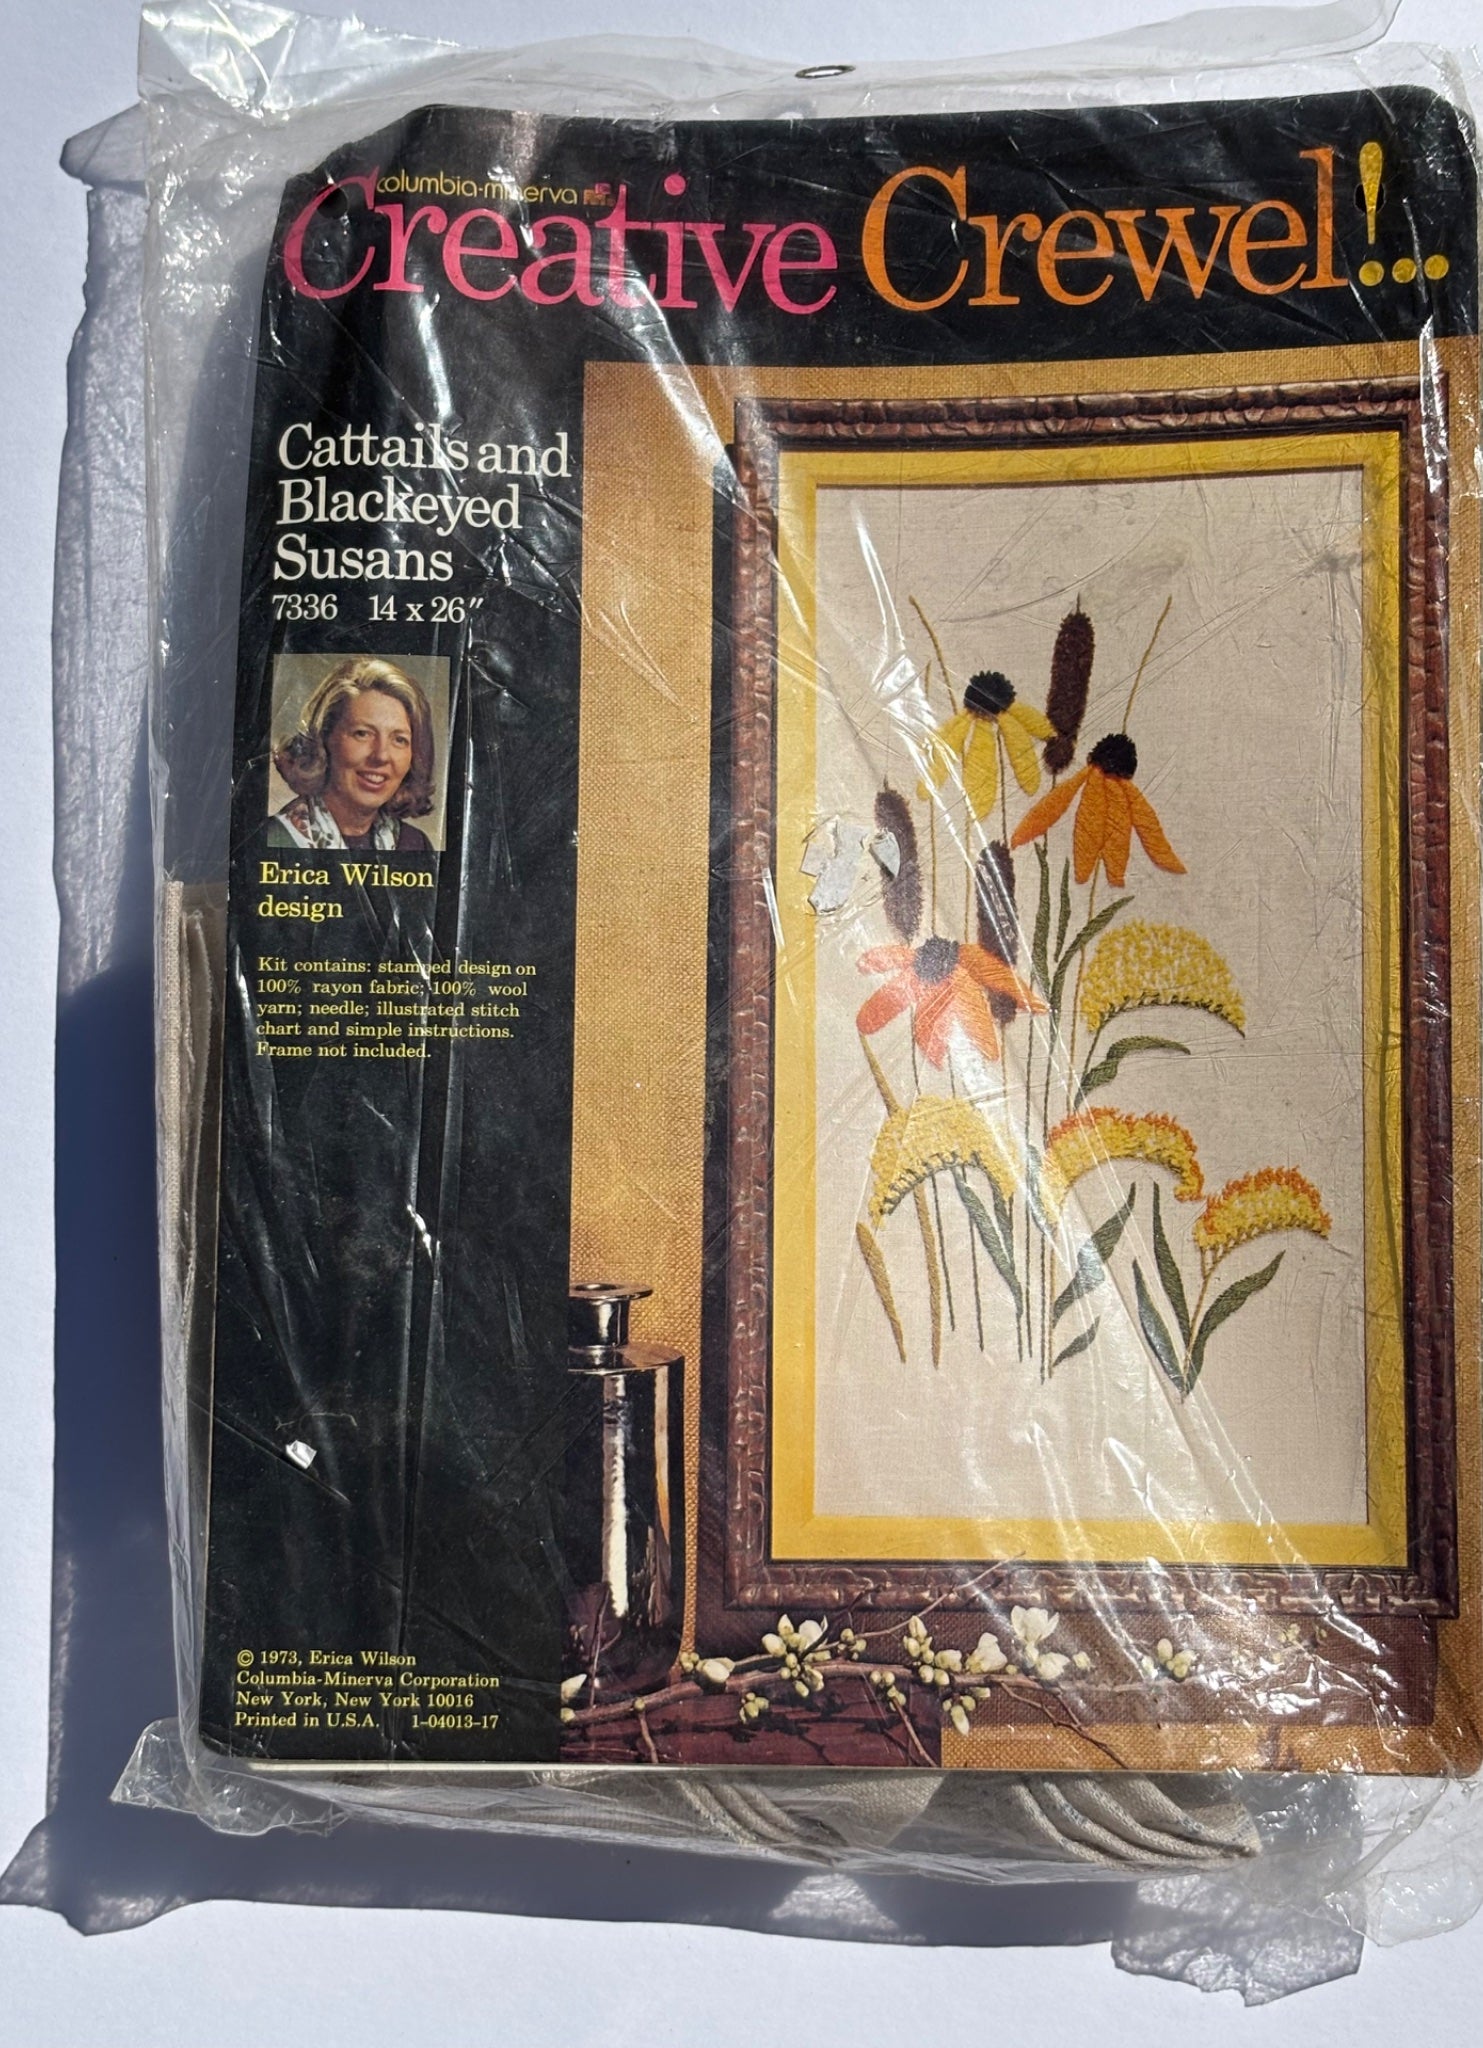 columbia-minerva
Creative Crewel!...
Cattails and
Blackeyed
Susans
7336 14 x 26"
Erica Wilson
design
Kit contains: stamped design on
100% rayon fabric; 100% wool
yarn; needle; illustrated stitch
chart and simple instructions.
Frame not included.
© 1973, Erica Wilson
Columbia-Minerva Corporation
New York, New York 10016
Printed in U.S.A. 1-04013-17